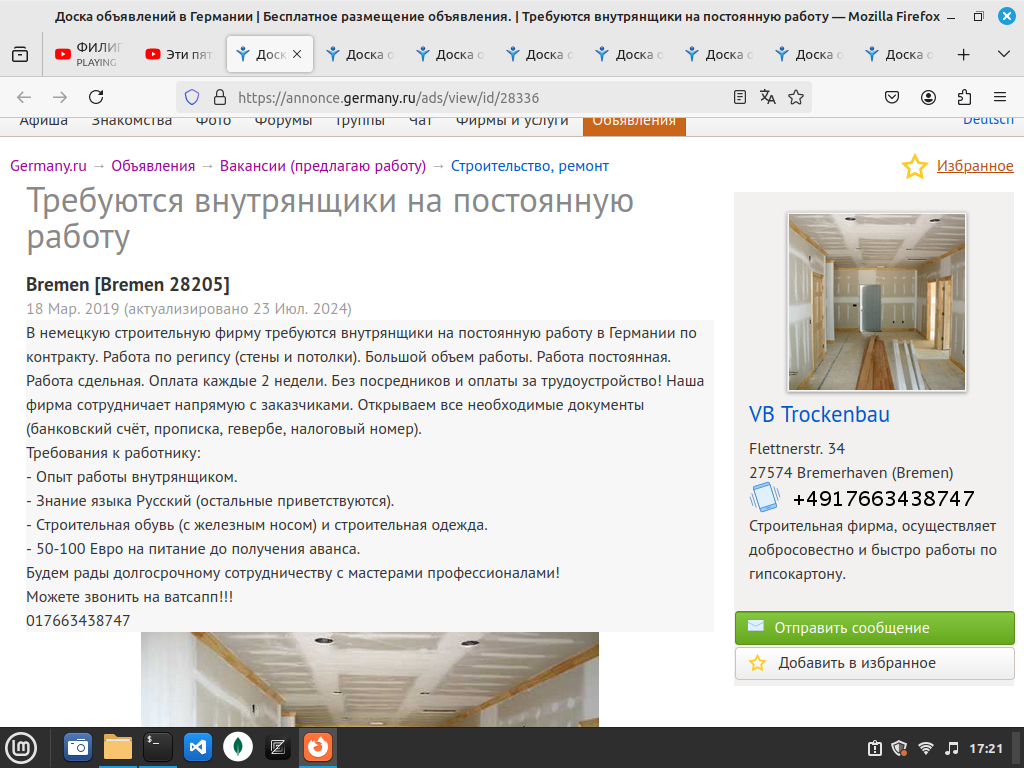 Доска объявлений в Германии | Бесплатное размещение объявления. | Требуются внутрянщики на постоянную работу — Mozilla Firefox
ФИЛИГ
PLAYING
Эти пят
Доск
Доска о
Доска о
Доска о
Доска о
Доска о
Доска о
Доска о
https://annonce.germany.ru/ads/view/id/28336
Афиша Знакомства Фото Форумы Группы Чат Фирмы и услуги Объявления Deutsch
Germany.ru → Объявления → Вакансии (предлагаю работу) → Строительство, ремонт
Избранное
Требуются внутрянщики на постоянную
работу
Bremen [Bremen 28205]
18 Мар. 2019 (актуализировано 23 Июл. 2024)
В немецкую строительную фирму требуются внутрянщики на постоянную работу в Германии по
контракту. Работа по регипсу (стены и потолки). Большой объем работы. Работа постоянная.
Работа сдельная. Оплата каждые 2 недели. Без посредников и оплаты за трудоустройство! Наша
фирма сотрудничает напрямую с заказчиками. Открываем все необходимые документы
(банковский счёт, прописка, гевербе, налоговый номер).
Требования к работнику:
- Опыт работы внутрянщиком.
- Знание языка Русский (остальные приветствуются).
- Строительная обувь (с железным носом) и строительная одежда.
- 50-100 Евро на питание до получения аванса.
Будем рады долгосрочному сотрудничеству с мастерами профессионалами!
Можете звонить на ватсапп!!!
017663438747
VB Trockenbau
Flettnerstr. 34
27574 Bremerhaven (Bremen)
+4917663438747
Строительная фирма, осуществляет
добросовестно и быстро работы по
гипсокартону.
Отправить сообщение
Добавить в избранное
17:21